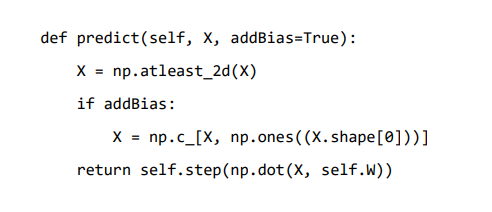 def predict(self, X, addBias=True):
    X = np.atleast_2d(X)
    if addBias:
        X = np.c_[X, np.ones((X.shape[0]))]
    return self.step(np.dot(X, self.W))